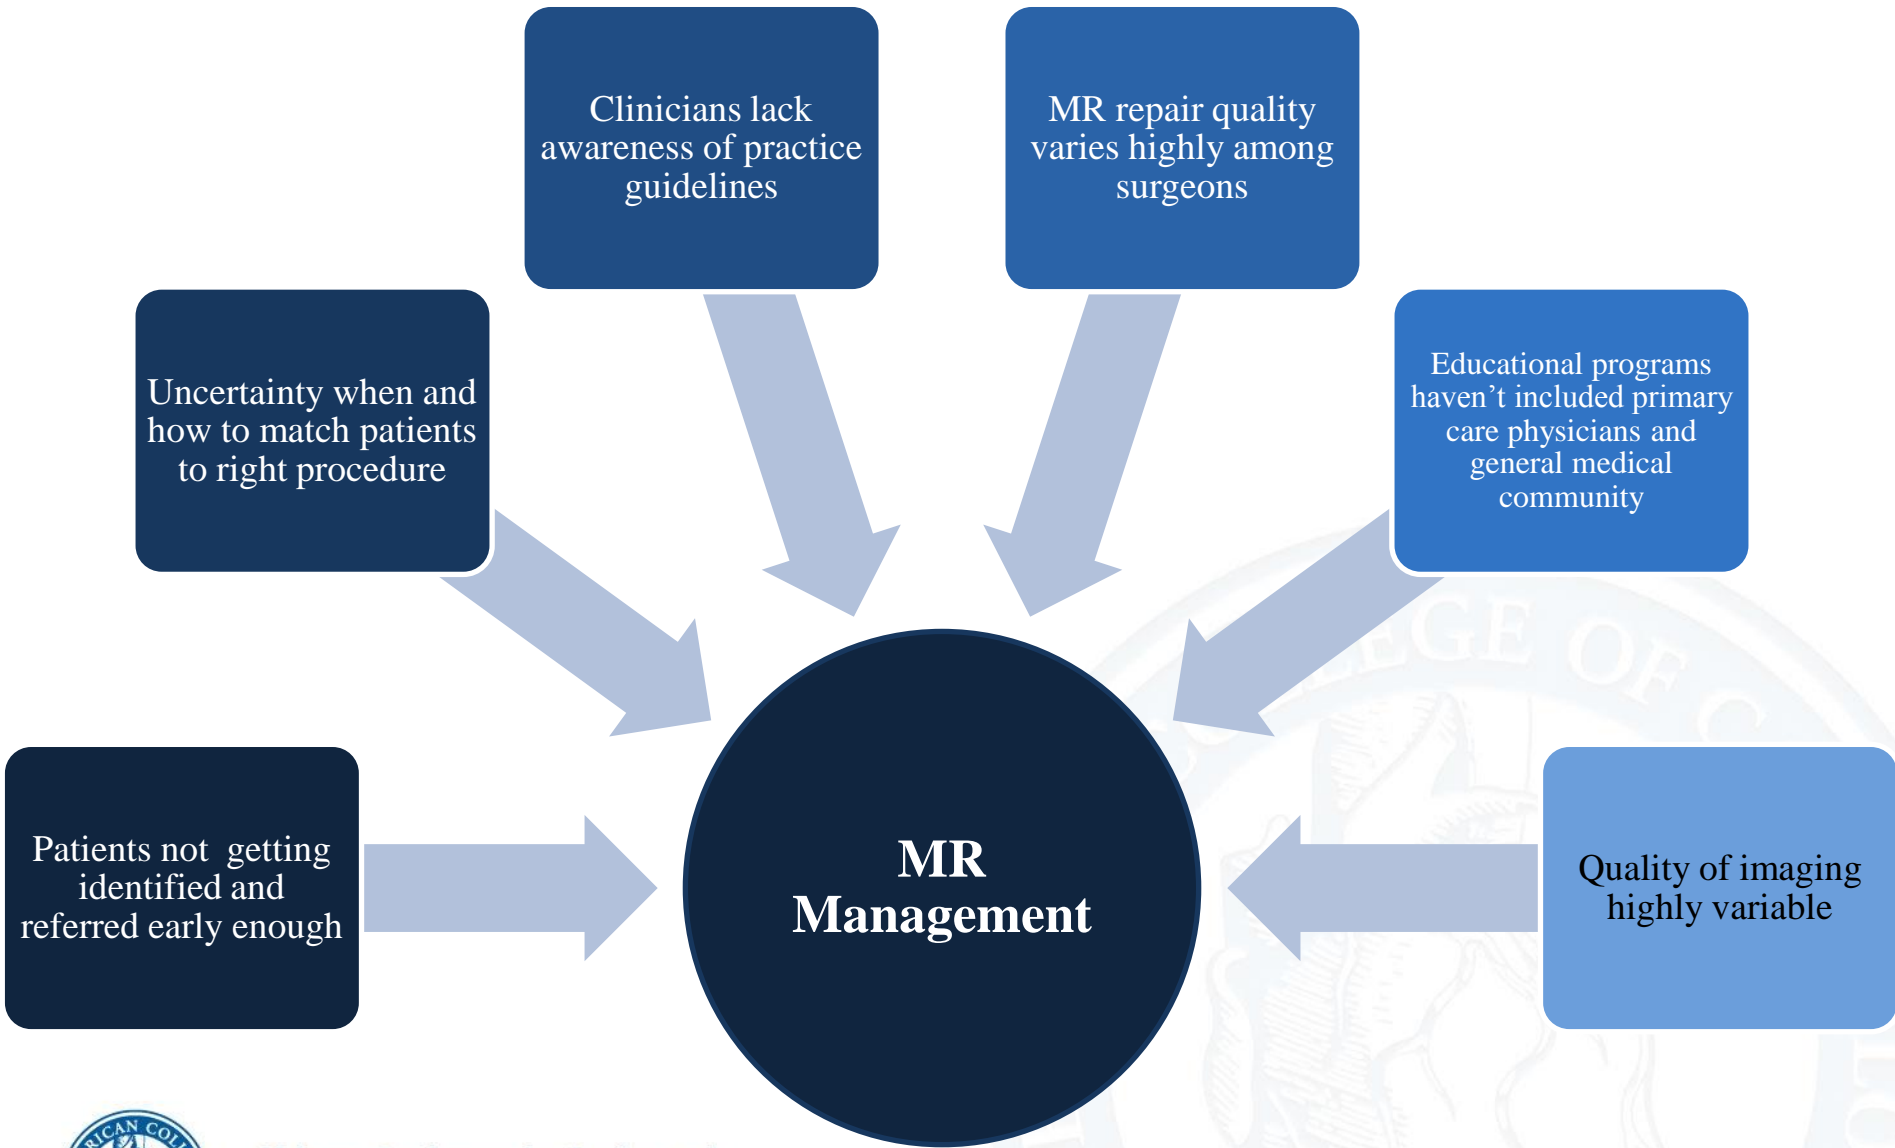 Clinicians lack
awareness of practice
guidelines
MR repair quality
varies highly among
surgeons
Uncertainty when and
how to match patients
to right procedure
Educational programs
haven’t included primary
care physicians and
general medical
community
Patients not getting
identified and
referred early enough
MR
Management
Quality of imaging
highly variable
COLLEGE OF